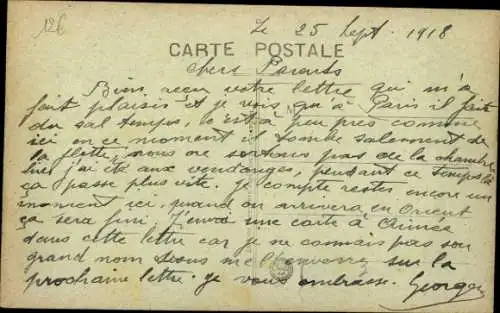 12f
Le 25 Sept. 1918
CARTE POSTALE
chers Parents
Bien reçu votre lettre qui m'a
fait plaisir et je vois qu'à Paris il fait
du sal temps, c'est à peu près comme
ici en ce moment il tombe salement de
la flotte, nous ne sortons pas de la chambre
hier j'ai été aux vendanges, pendant ce temps là
ça passe plus vite. je compte rester encore un
moment ici, quand on arrivera en Orient
ça sera fini. J'envoi une carte à Aimée
dans cette lettre car je ne connais pas son
grand nom vous me l'enverrez sur la
prochaine lettre. je vous embrasse. Georges